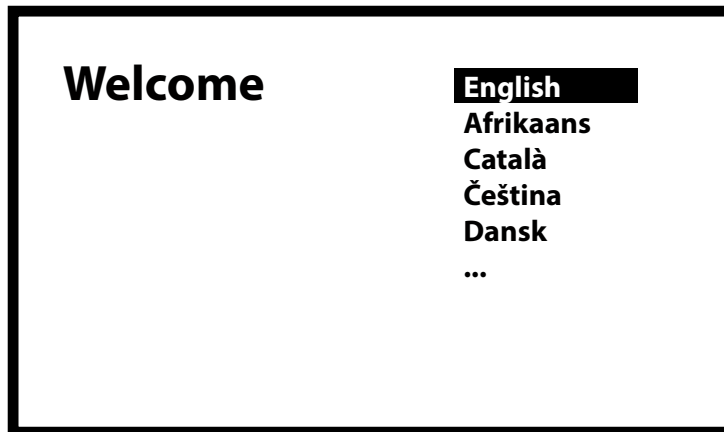 Welcome
English
Afrikaans
Català
Čeština
Dansk
...